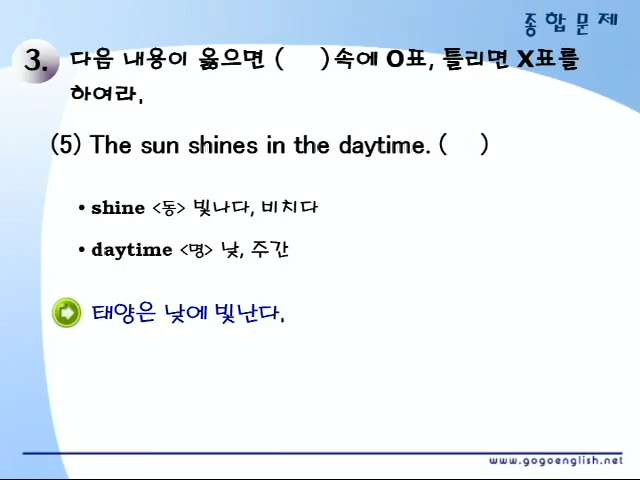 종합문제
3. 다음 내용이 옳으면 (    )속에 O표, 틀리면 X표를
하여라.
(5) The sun shines in the daytime. (    )
• shine <동> 빛나다, 비치다
• daytime <명> 낮, 주간
태양은 낮에 빛난다.
www.gogoenglish.net